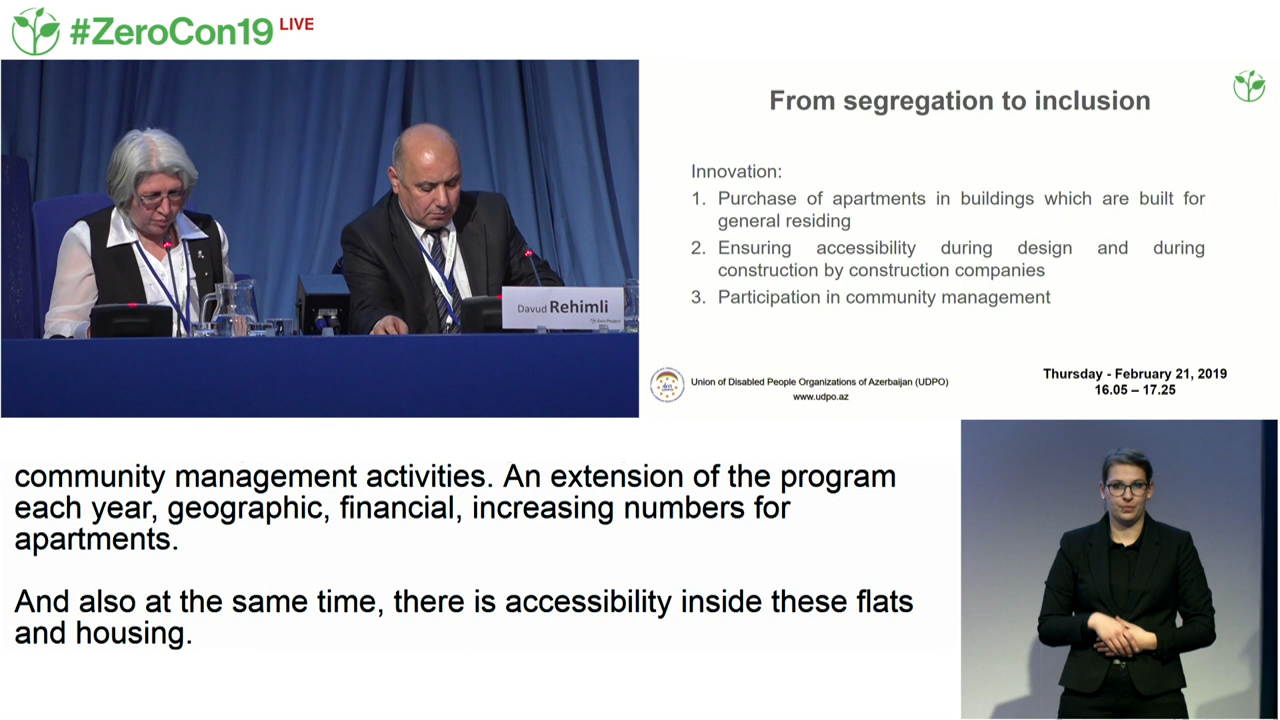 #ZeroCon19 LIVE
Davud Rehimli
From segregation to inclusion
Innovation:
1. Purchase of apartments in buildings which are built for
general residing
2. Ensuring accessibility during design and during
construction by construction companies
3. Participation in community management
Union of Disabled People Organizations of Azerbaijan (UDPO)
www.udpo.az
Thursday - February 21, 2019
16.05 – 17.25
community management activities. An extension of the program
each year, geographic, financial, increasing numbers for
apartments.
And also at the same time, there is accessibility inside these flats
and housing.